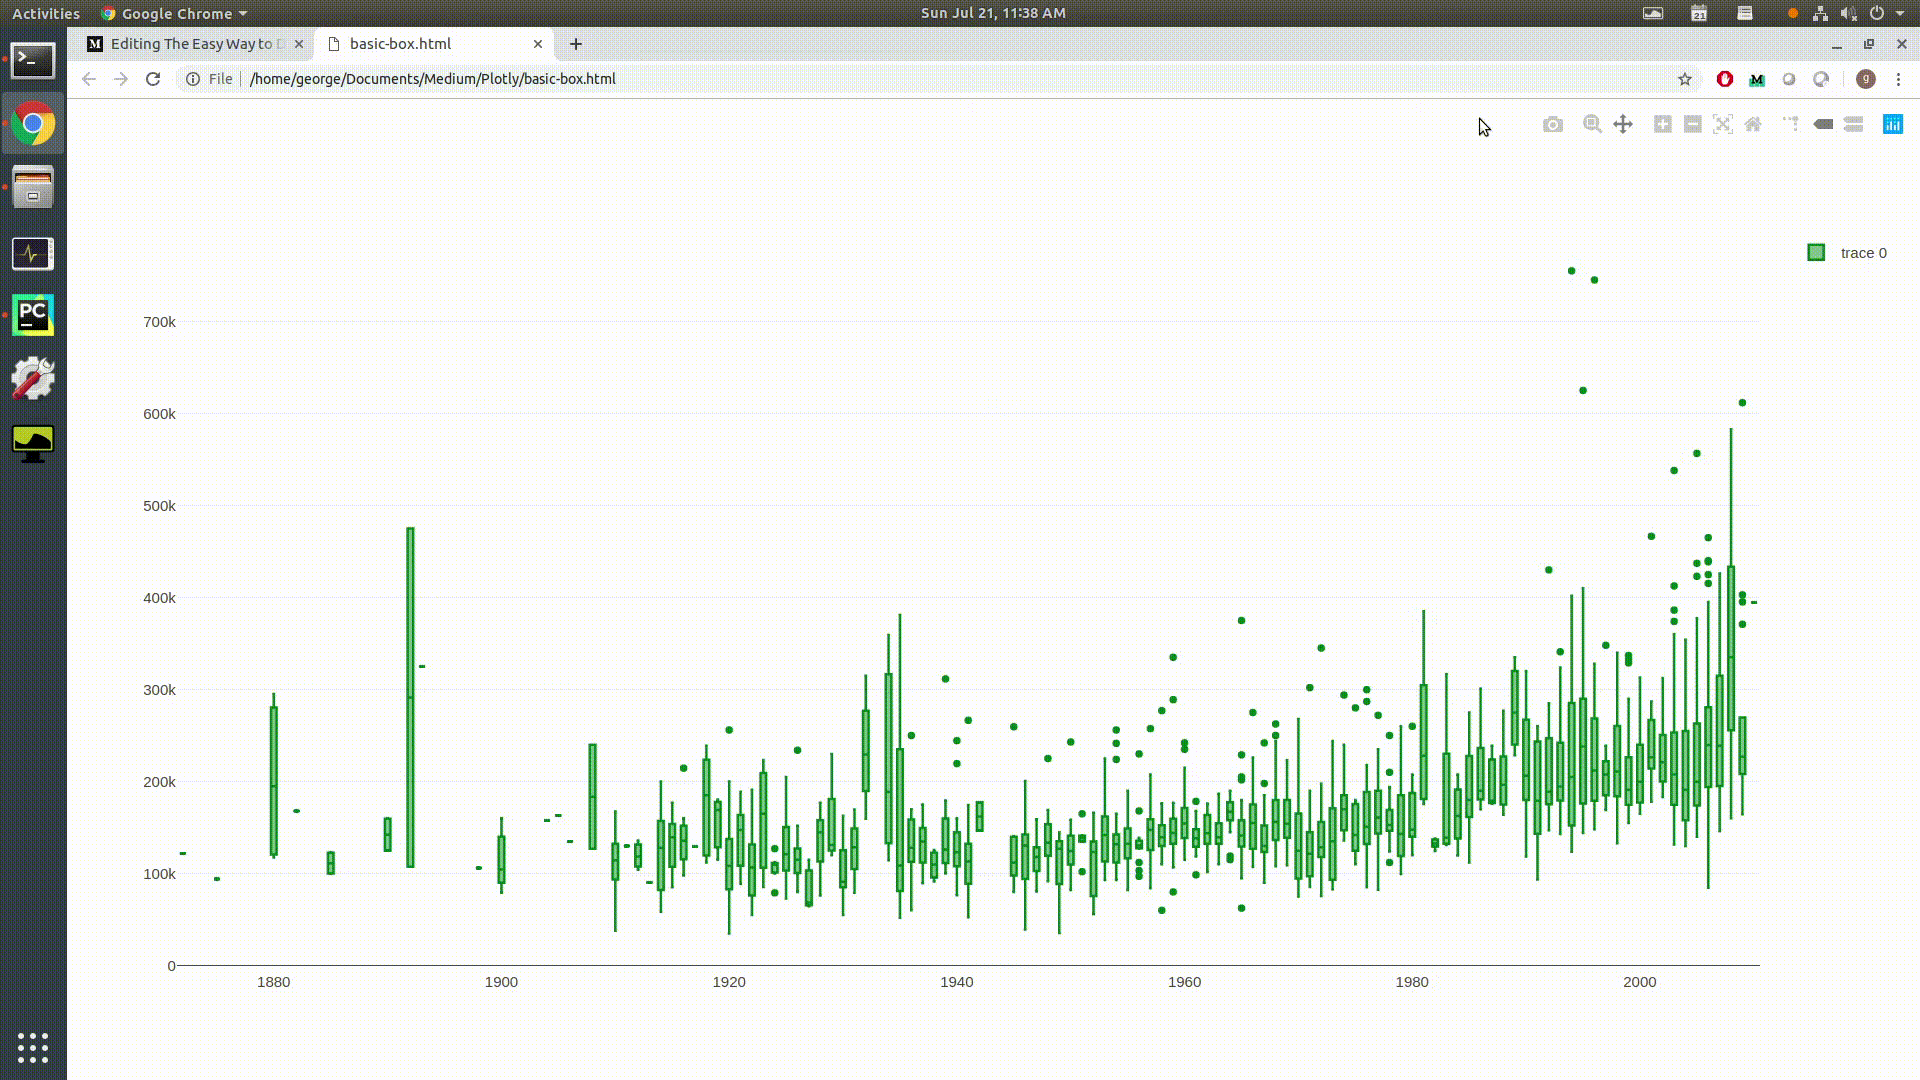 Activities
Google Chrome
Sun Jul 21, 11:38 AM
21
M
Editing The Easy Way to D
basic-box.html
File
/home/george/Documents/Medium/Plotly/basic-box.html
M
g
PC
trace 0
700k
600k
500k
400k
300k
200k
100k
0
1880
1900
1920
1940
1960
1980
2000